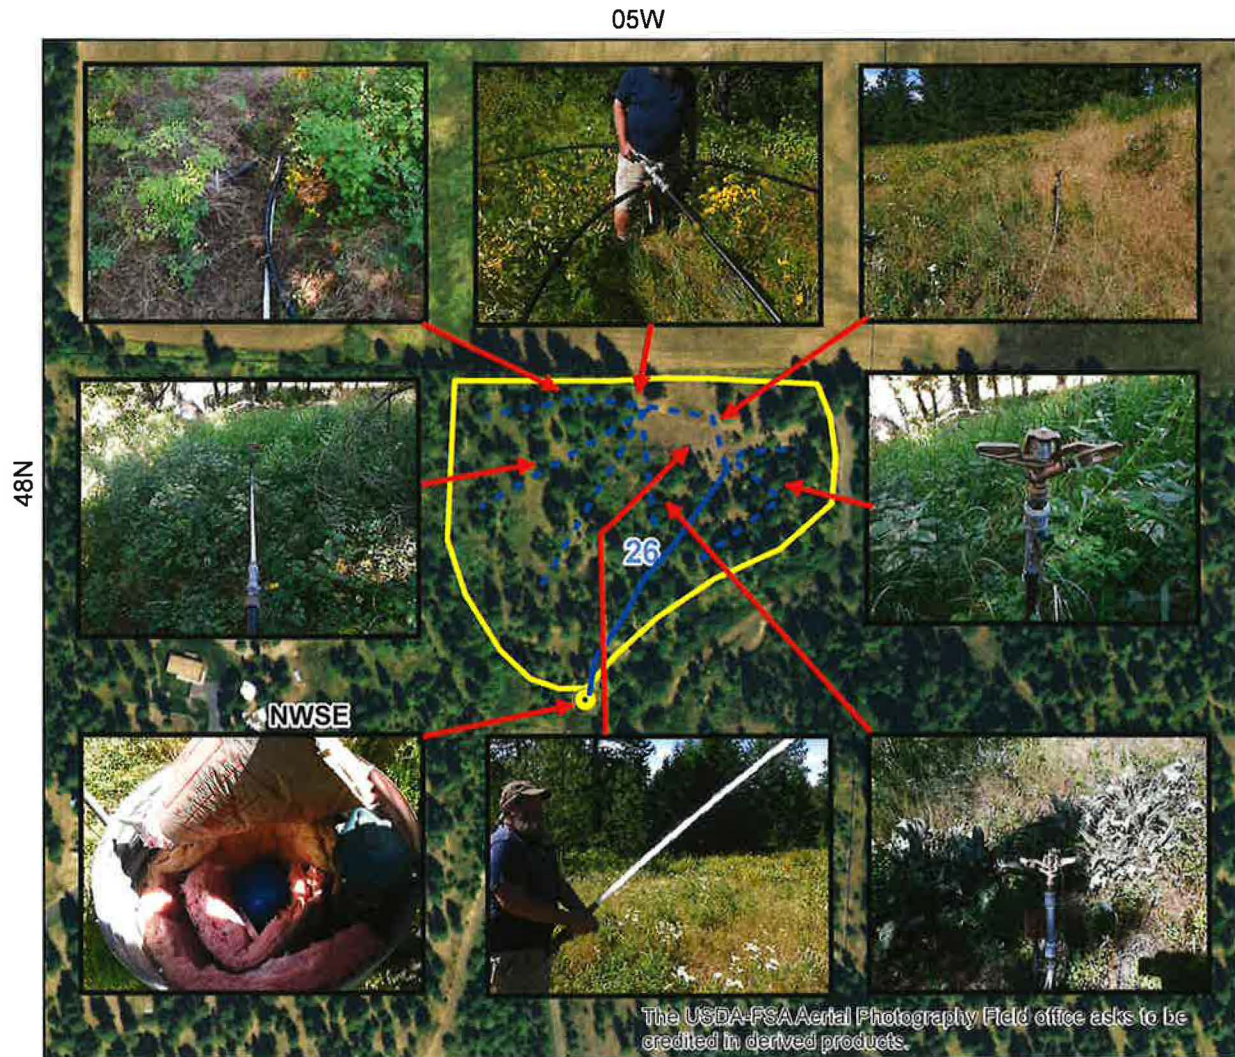 05W
48N
26
NWSE
The USDA-FSA Aerial Photography Field office asks to be
credited in derived products.